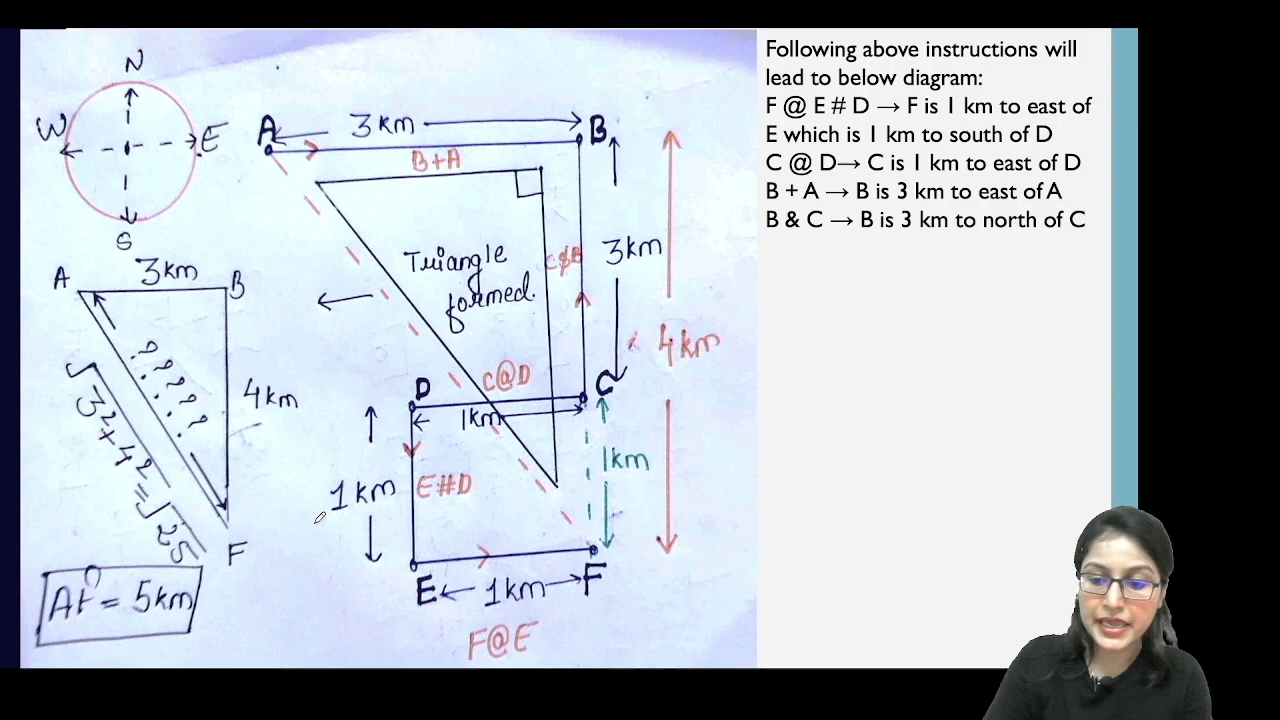 Following above instructions will
lead to below diagram:
F @ E # D → F is 1 km to east of
E which is 1 km to south of D
C @ D→ C is 1 km to east of D
B + A → B is 3 km to east of A
B & C → B is 3 km to north of C
N
W
E
S
A
3km
B
B+A
Triangle
formed.
C$B
3km
4km
D
C@D
C
1km
1km
1km
E#D
E
1km
F
F@E
A
3km
B
?????
4km
√3²+4² = √25
F
AF = 5km